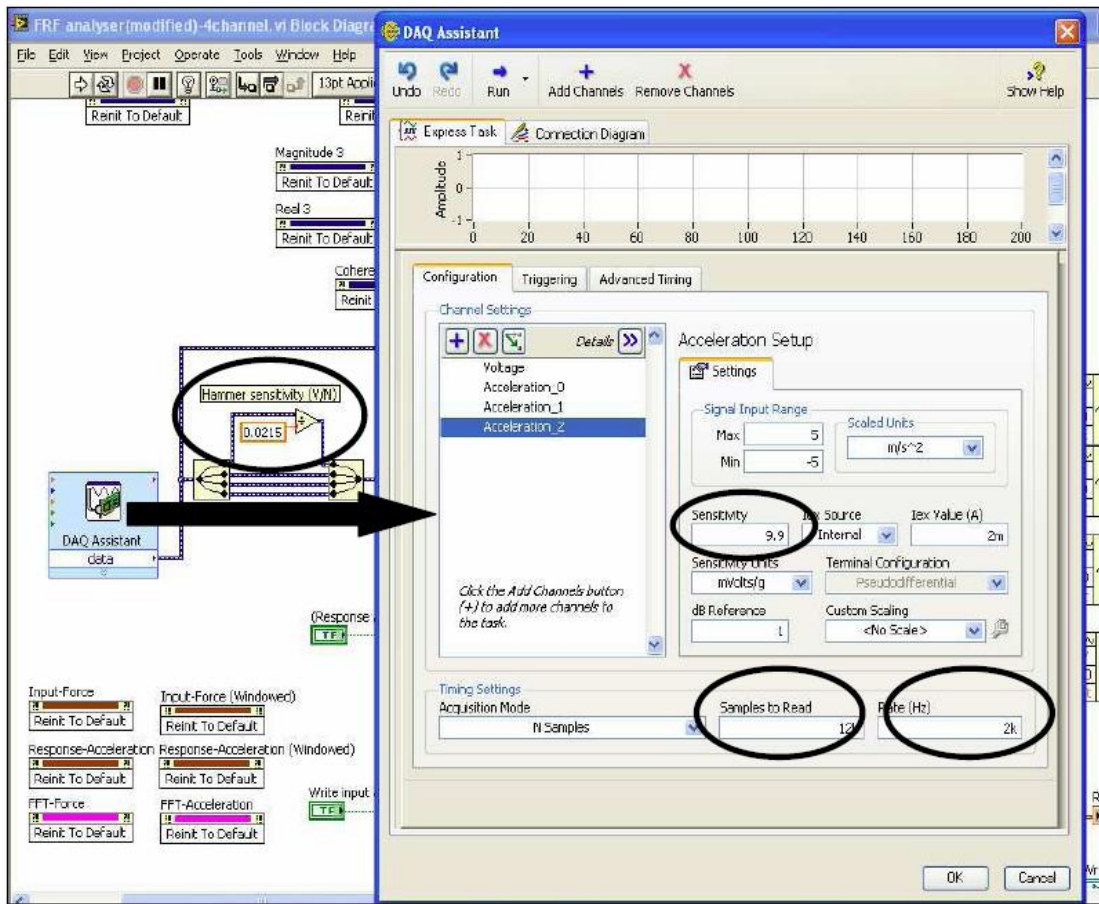 FRF analyser(modified)-4channel.vi Block Diagra
File Edit View Project Operate Tools Window Help
13pt Appli
Reinit To Default
Reini
Magnitude 3
Reinit To Default
Real 3
Reinit To Default
Cohere
Reinit
Hammer sensitivity (V/N)
0.0215
DAQ Assistant
data
(Response
TF
Input-Force
Reinit To Default
Input-Force (Windowed)
Reinit To Default
Response-Acceleration
Reinit To Default
Response-Acceleration (Windowed)
Reinit To Default
FFT-Force
Reinit To Default
FFT-Acceleration
Reinit To Default
Write input
TF
DAQ Assistant
Undo Redo Run Add Channels Remove Channels Show Help
Express Task Connection Diagram
Amplitude
1
0
-1
0 20 40 60 80 100 120 140 160 180 200
Configuration Triggering Advanced Timing
Channel Settings
Details
Voltage
Acceleration_0
Acceleration_1
Acceleration_2
Click the Add Channels button
(+) to add more channels to
the task.
Acceleration Setup
Settings
Signal Input Range
Max 5
Min -5
Scaled Units
m/s^2
Sensitivity
9.9
Iex Source
Internal
Iex Value (A)
2m
Sensitivity Units
mVolts/g
Terminal Configuration
Pseudodifferential
dB Reference
1
Custom Scaling
<No Scale>
Timing Settings
Acquisition Mode
N Samples
Samples to Read
Rate (Hz)
2k
OK Cancel